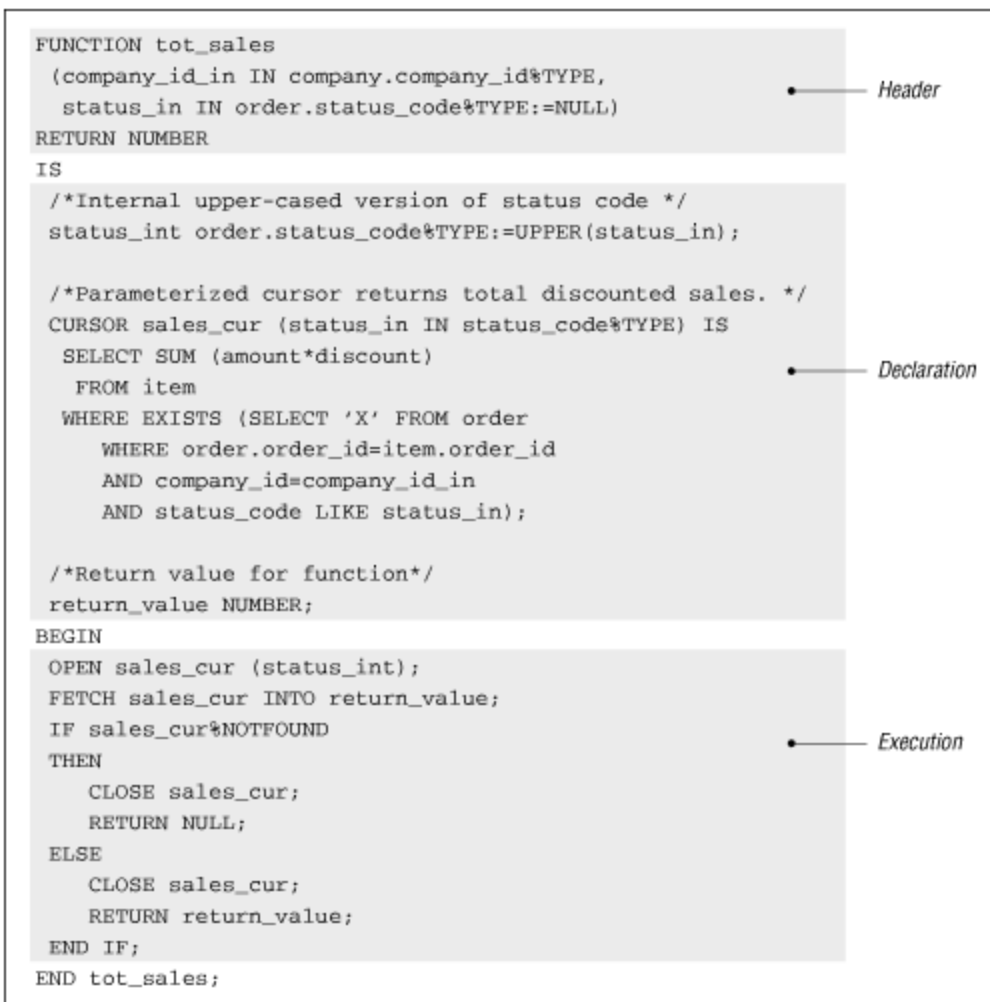 FUNCTION tot_sales
(company_id_in IN company.company_id%TYPE,
status_in IN order.status_code%TYPE:=NULL)
Header
RETURN NUMBER
IS
/*Internal upper-cased version of status code */
status_int order.status_code%TYPE:=UPPER(status_in);
/*Parameterized cursor returns total discounted sales. */
CURSOR sales_cur (status_in IN status_code%TYPE) IS
SELECT SUM (amount*discount)
FROM item
Declaration
WHERE EXISTS (SELECT 'X' FROM order
WHERE order.order_id=item.order_id
AND company_id=company_id_in
AND status_code LIKE status_in);
/*Return value for function*/
return_value NUMBER;
BEGIN
OPEN sales_cur (status_int);
FETCH sales_cur INTO return_value;
IF sales_cur%NOTFOUND
Execution
THEN
CLOSE sales_cur;
RETURN NULL;
ELSE
CLOSE sales_cur;
RETURN return_value;
END IF;
END tot_sales;